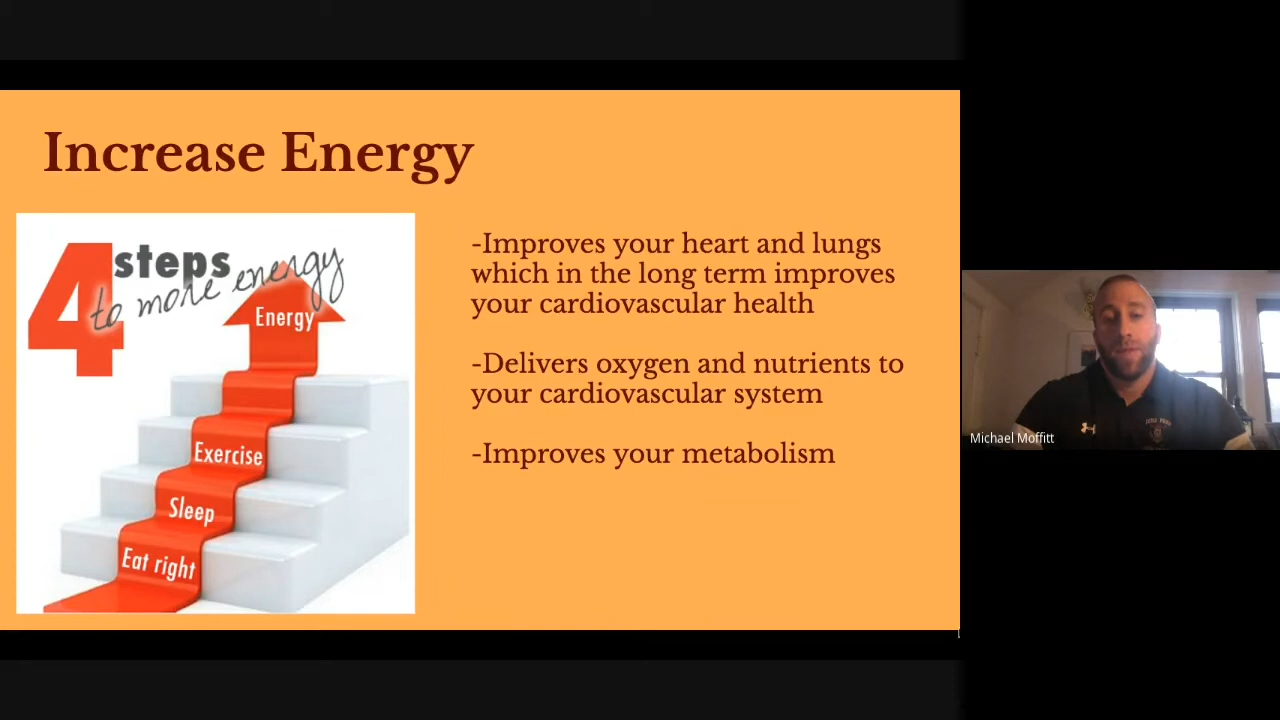 Increase Energy
4 steps
to more energy
Energy
Exercise
Sleep
Eat right
-Improves your heart and lungs
which in the long term improves
your cardiovascular health
-Delivers oxygen and nutrients to
your cardiovascular system
-Improves your metabolism
Michael Moffitt